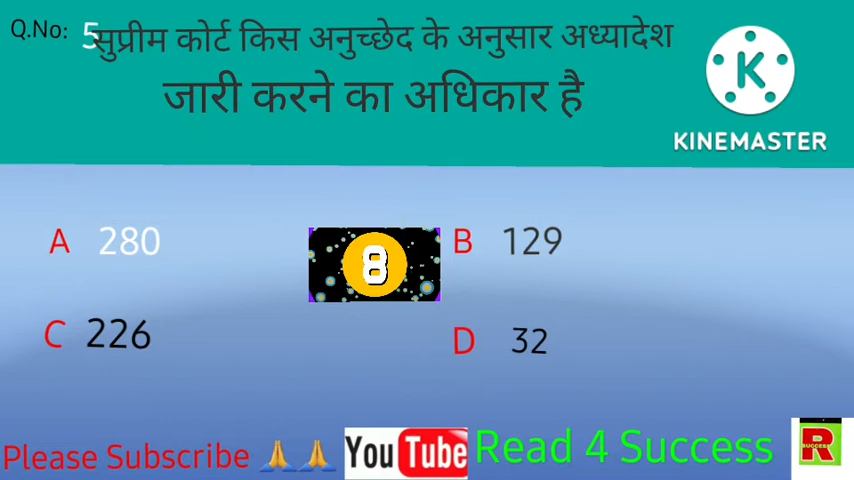 Q.No: 5
सुप्रीम कोर्ट किस अनुच्छेद के अनुसार अध्यादेश
जारी करने का अधिकार है
KINEMASTER
A 280
8
B 129
C 226
D 32
Please Subscribe 🙏🙏 YouTube Read 4 Success
R SUCCESS